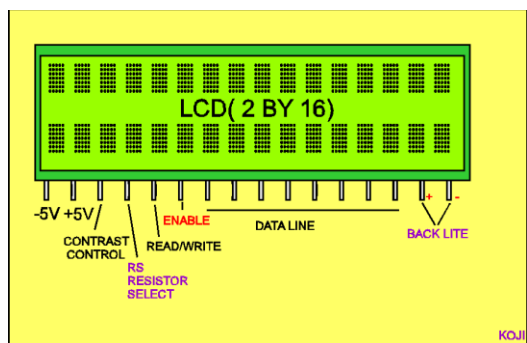 LCD( 2 BY 16)
-5V +5V
CONTRAST
CONTROL
RS
RESISTOR
SELECT
READ/WRITE
ENABLE
DATA LINE
+ -
BACK LITE
KOJI